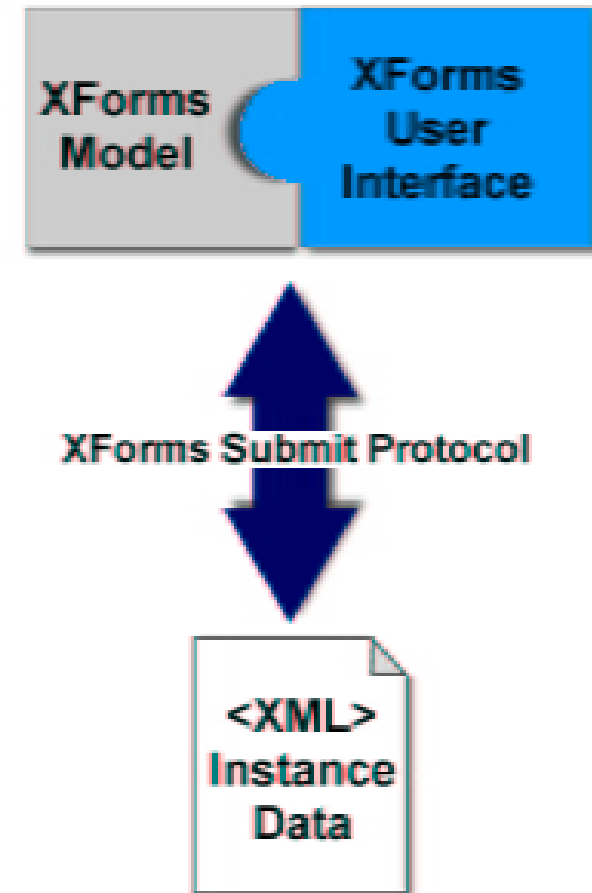 XForms
Model
XForms
User
Interface
XForms Submit Protocol
<XML>
Instance
Data